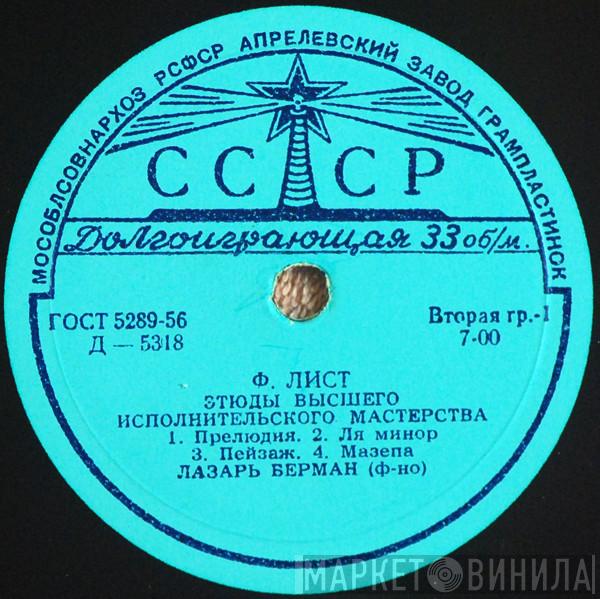 МОСОБЛСОВНАРХОЗ РСФСР АПРЕЛЕВСКИЙ ЗАВОД ГРАМПЛАСТИНОК
СССР
Долгоиграющая 33 об/м.
ГОСТ 5289-56
Д — 5318
Вторая гр.-1
7-00
Ф. ЛИСТ
ЭТЮДЫ ВЫСШЕГО
ИСПОЛНИТЕЛЬСКОГО МАСТЕРСТВА
1. Прелюдия. 2. Ля минор
3. Пейзаж. 4. Мазепа
ЛАЗАРЬ БЕРМАН (ф-но)
МАРКЕТ ВИНИЛА